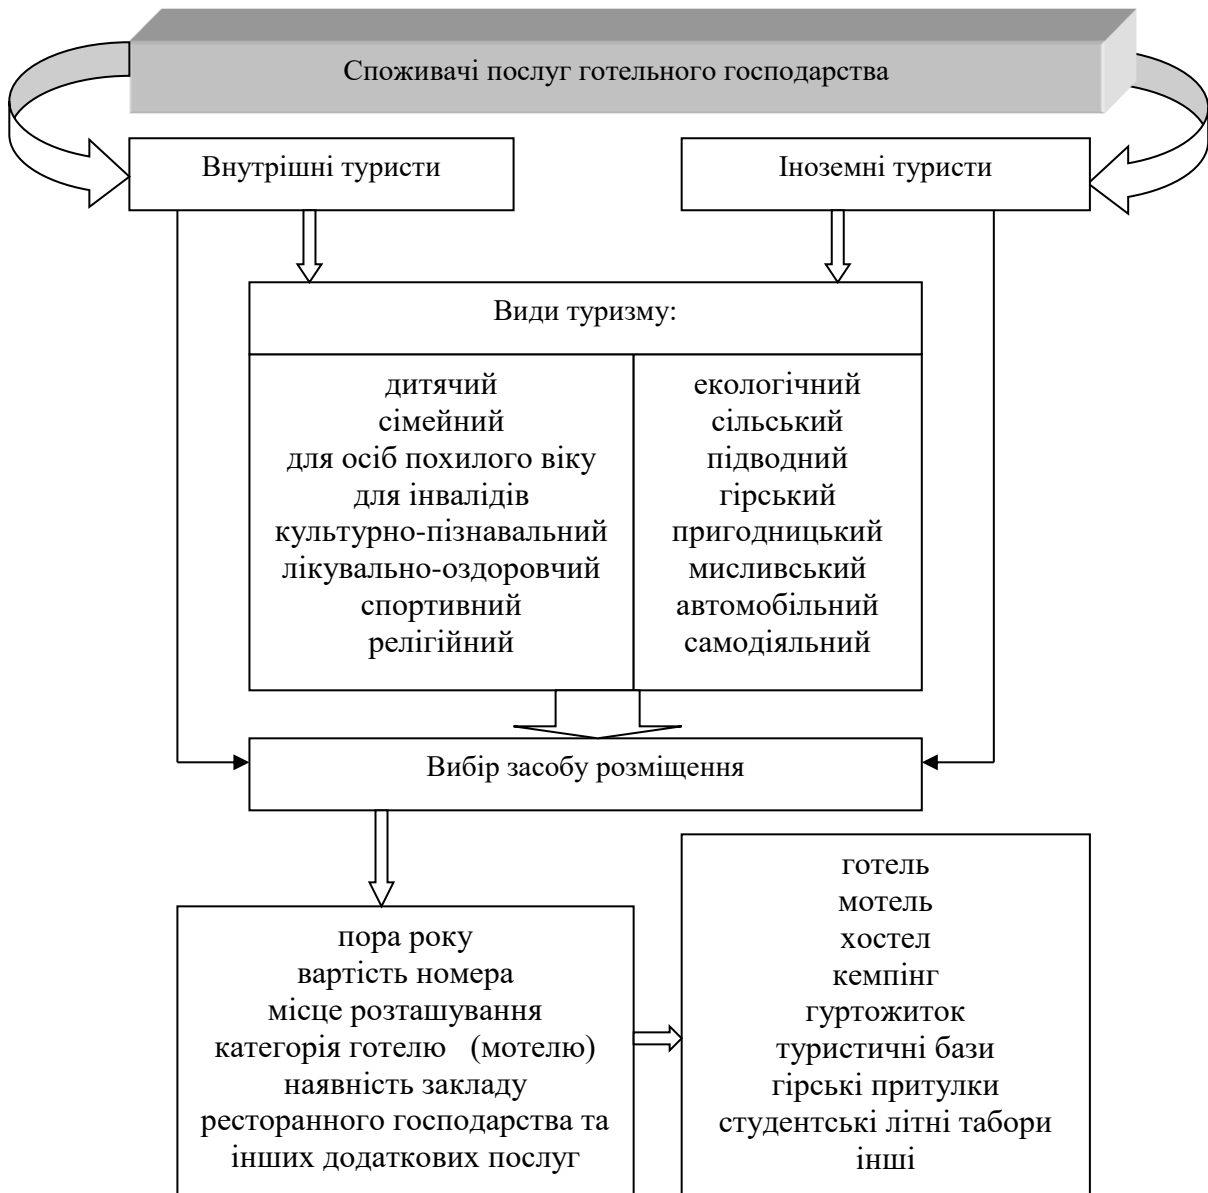 Споживачі послуг готельного господарства
Внутрішні туристи
Іноземні туристи
Види туризму:
дитячий
сімейний
для осіб похилого віку
для інвалідів
культурно-пізнавальний
лікувально-оздоровчий
спортивний
релігійний
екологічний
сільський
підводний
гірський
пригодницький
мисливський
автомобільний
самодіяльний
Вибір засобу розміщення
пора року
вартість номера
місце розташування
категорія готелю (мотелю)
наявність закладу
ресторанного господарства та
інших додаткових послуг
готель
мотель
хостел
кемпінг
гуртожиток
туристичні бази
гірські притулки
студентські літні табори
інші